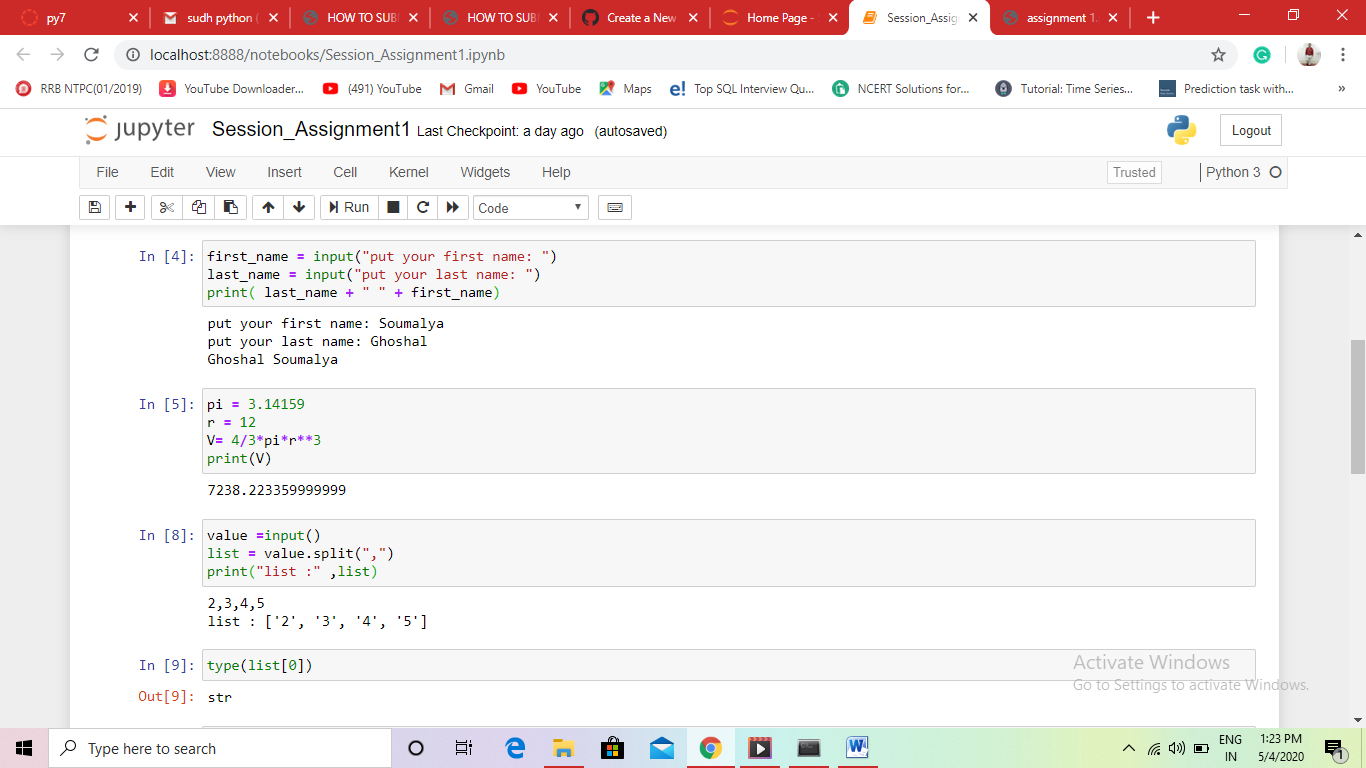 py7
sudh python (
HOW TO SUB
HOW TO SUB
Create a New
Home Page -
Session_Assig
assignment 1.
localhost:8888/notebooks/Session_Assignment1.ipynb
RRB NTPC(01/2019)
YouTube Downloader...
(491) YouTube
Gmail
YouTube
Maps
e! Top SQL Interview Qu...
NCERT Solutions for...
Tutorial: Time Series...
Prediction task with...
»
jupyter Session_Assignment1 Last Checkpoint: a day ago (autosaved)
Logout
File Edit View Insert Cell Kernel Widgets Help
Trusted
Python 3
Run
Code
In [4]: first_name = input("put your first name: ")
last_name = input("put your last name: ")
print( last_name + " " + first_name)
put your first name: Soumalya
put your last name: Ghoshal
Ghoshal Soumalya
In [5]: pi = 3.14159
r = 12
V= 4/3*pi*r**3
print(V)
7238.223359999999
In [8]: value =input()
list = value.split(",")
print("list :" ,list)
2,3,4,5
list : ['2', '3', '4', '5']
In [9]: type(list[0])
Out[9]: str
Activate Windows
Go to Settings to activate Windows.
Type here to search
ENG
IN
1:23 PM
5/4/2020
1